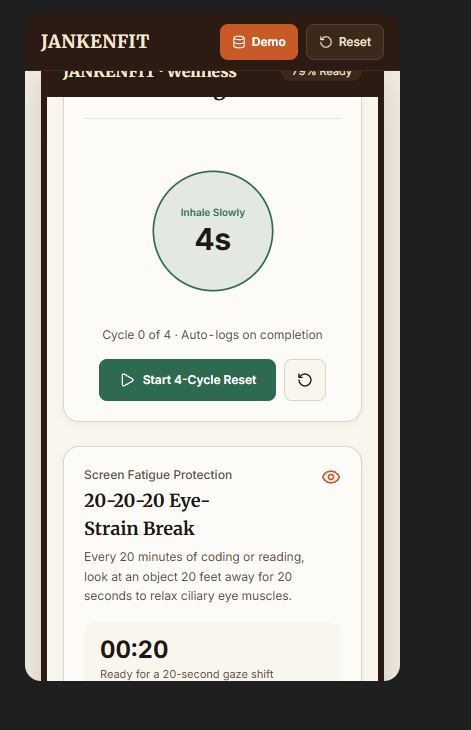 JANKENFIT
Demo
Reset
JANKENFIT · Wellness
79% Ready
Inhale Slowly
4s
Cycle 0 of 4 · Auto-logs on completion
Start 4-Cycle Reset
Screen Fatigue Protection
20-20-20 Eye-
Strain Break
Every 20 minutes of coding or reading,
look at an object 20 feet away for 20
seconds to relax ciliary eye muscles.
00:20
Ready for a 20-second gaze shift